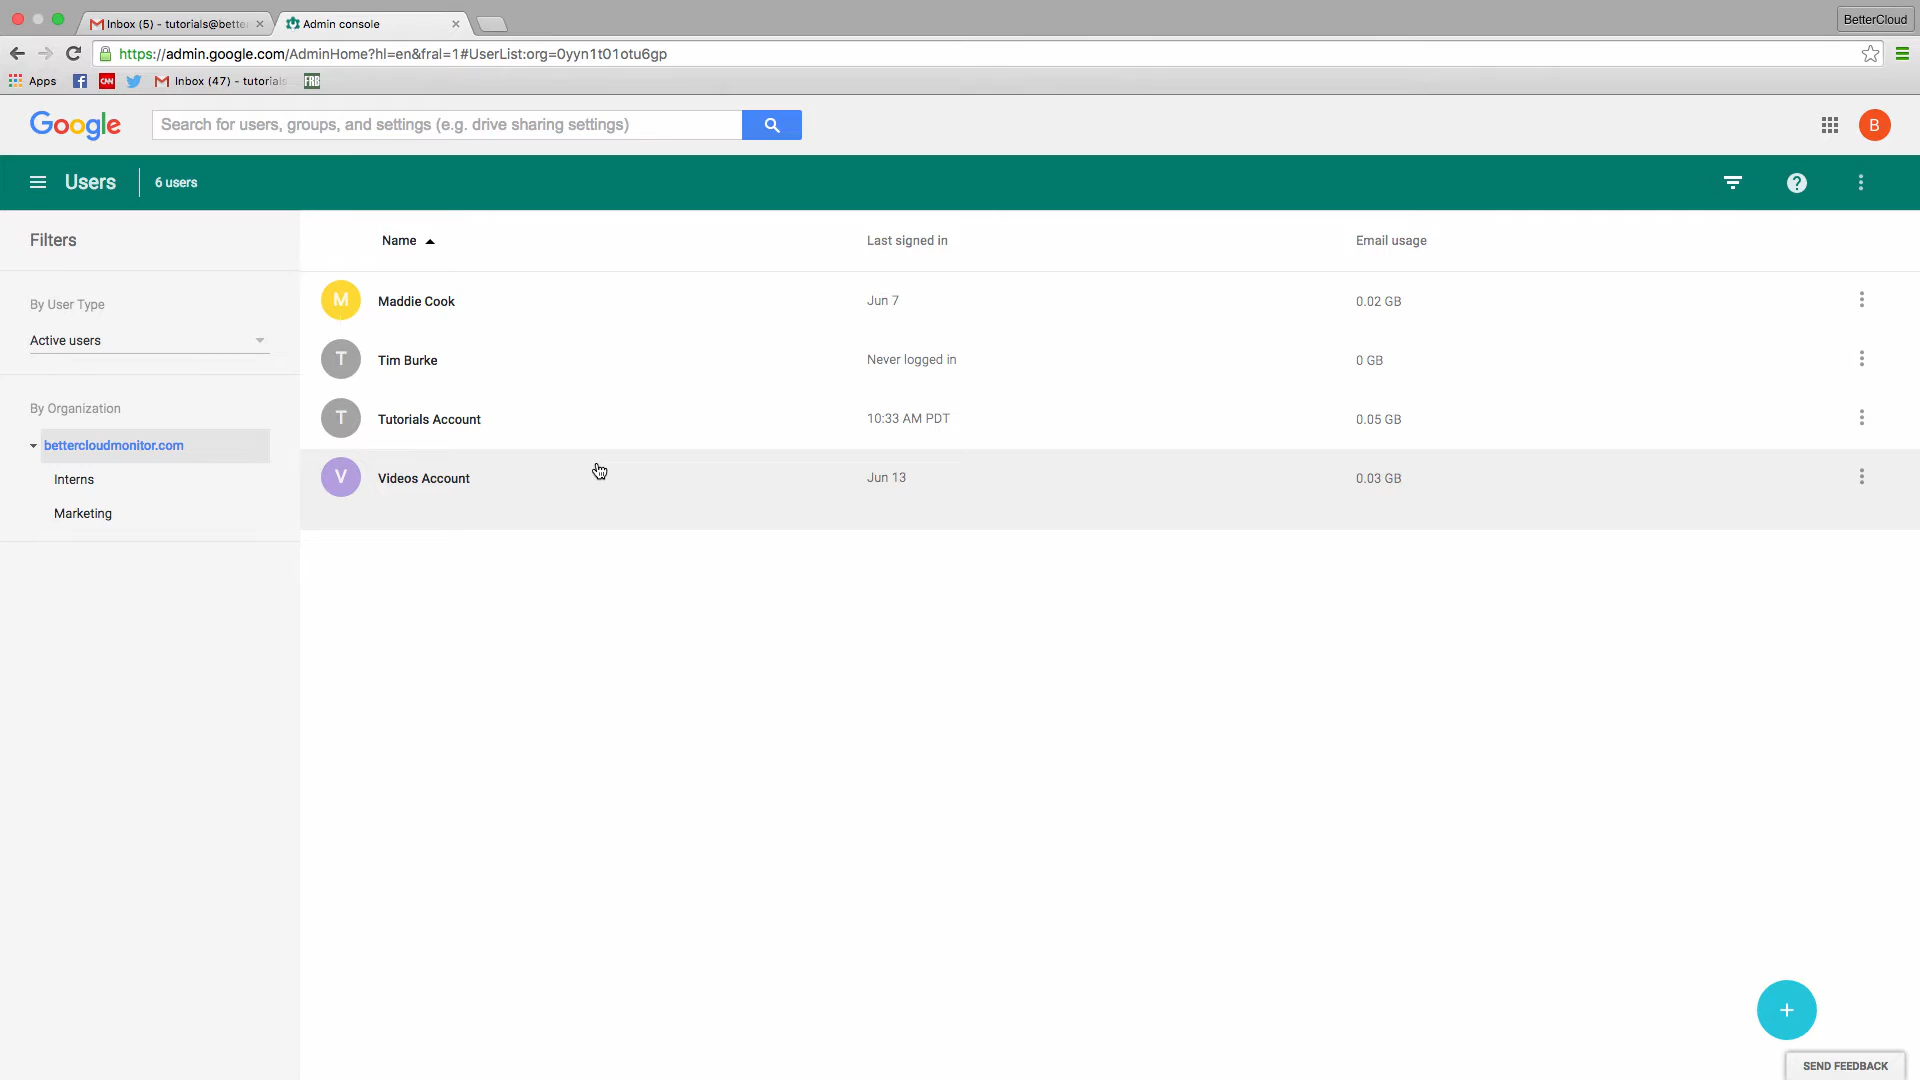 Inbox (5) - tutorials@bette
Admin console
BetterCloud
https://admin.google.com/AdminHome?hl=en&fral=1#UserList:org=0yyn1t01otu6gp
Apps
CNN
Inbox (47) - tutorials
FRB
Google
Search for users, groups, and settings (e.g. drive sharing settings)
B
Users
6 users
?
Filters
Name
Last signed in
Email usage
By User Type
Active users
By Organization
bettercloudmonitor.com
Interns
Marketing
M Maddie Cook Jun 7 0.02 GB
T Tim Burke Never logged in 0 GB
T Tutorials Account 10:33 AM PDT 0.05 GB
V Videos Account Jun 13 0.03 GB
+
SEND FEEDBACK